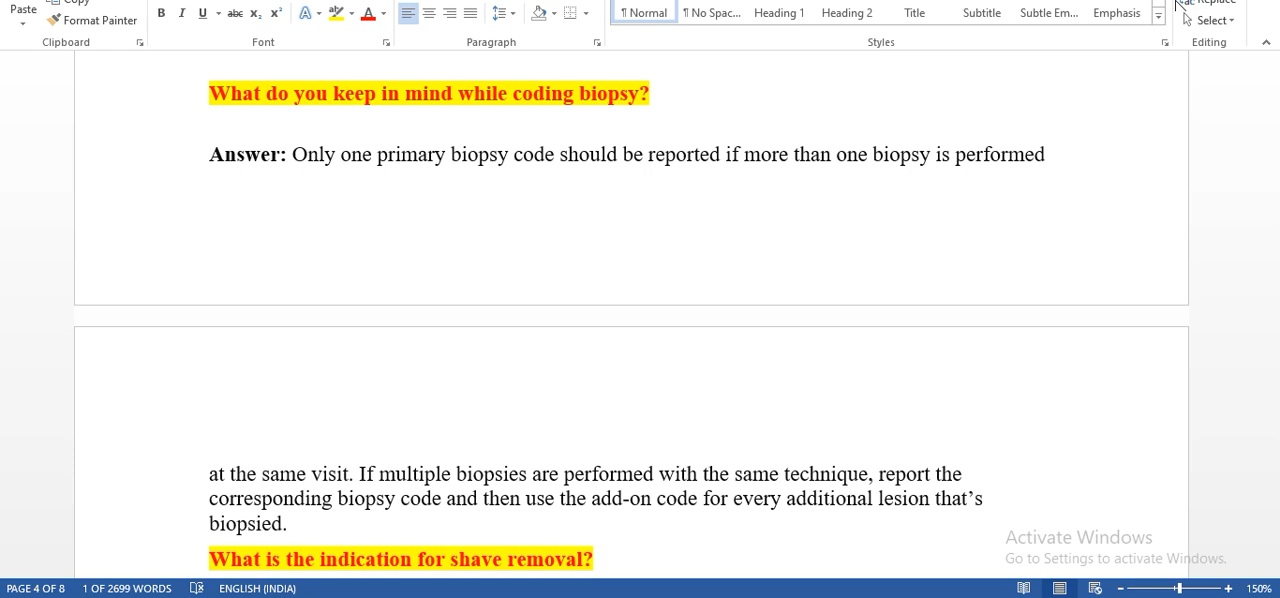 Paste
Copy
Format Painter
Clipboard
B I U abc x₂ x² A aby A
Font
Paragraph
¶ Normal ¶ No Spac... Heading 1 Heading 2 Title Subtitle Subtle Em... Emphasis
Styles
Replace
Select
Editing
What do you keep in mind while coding biopsy?
Answer: Only one primary biopsy code should be reported if more than one biopsy is performed
at the same visit. If multiple biopsies are performed with the same technique, report the
corresponding biopsy code and then use the add-on code for every additional lesion that’s
biopsied.
What is the indication for shave removal?
Activate Windows
Go to Settings to activate Windows.
PAGE 4 OF 8 1 OF 2699 WORDS ENGLISH (INDIA) 150%